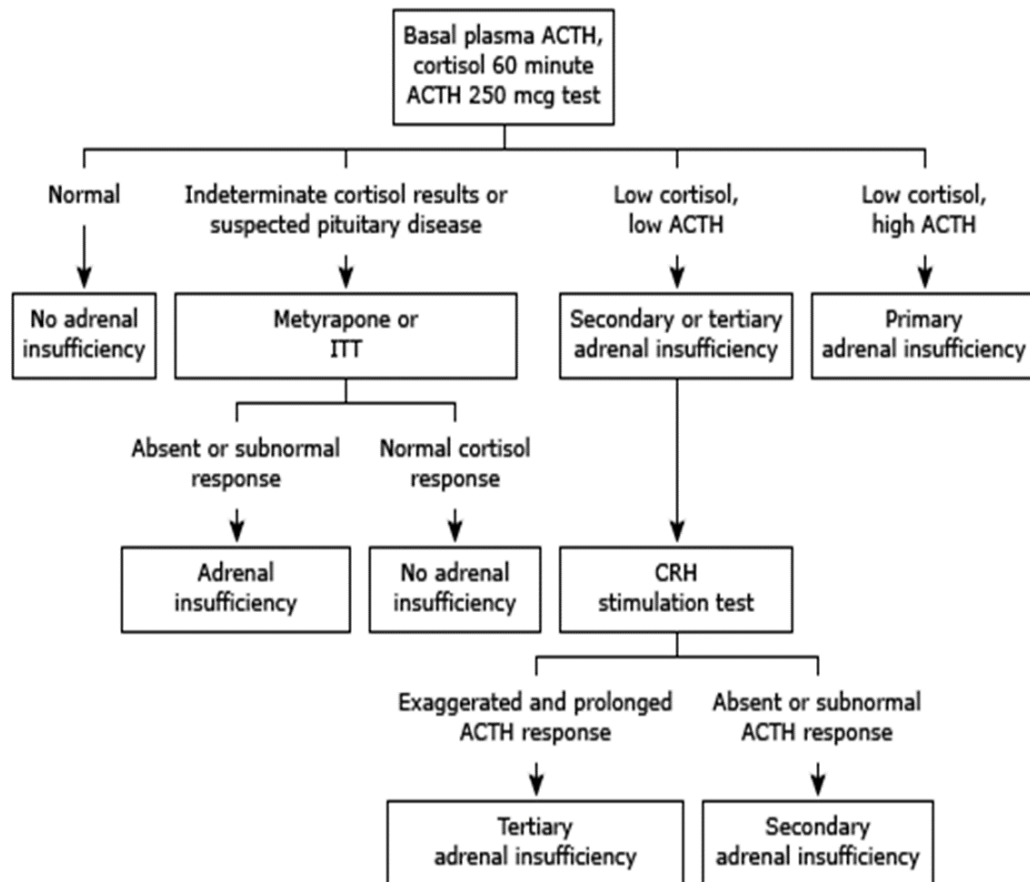 Basal plasma ACTH,
cortisol 60 minute
ACTH 250 mcg test
Normal
Indeterminate cortisol results or
suspected pituitary disease
Low cortisol,
low ACTH
Low cortisol,
high ACTH
No adrenal
insufficiency
Metyrapone or
ITT
Secondary or tertiary
adrenal insufficiency
Primary
adrenal insufficiency
Absent or subnormal
response
Normal cortisol
response
Adrenal
insufficiency
No adrenal
insufficiency
CRH
stimulation test
Exaggerated and prolonged
ACTH response
Absent or subnormal
ACTH response
Tertiary
adrenal insufficiency
Secondary
adrenal insufficiency